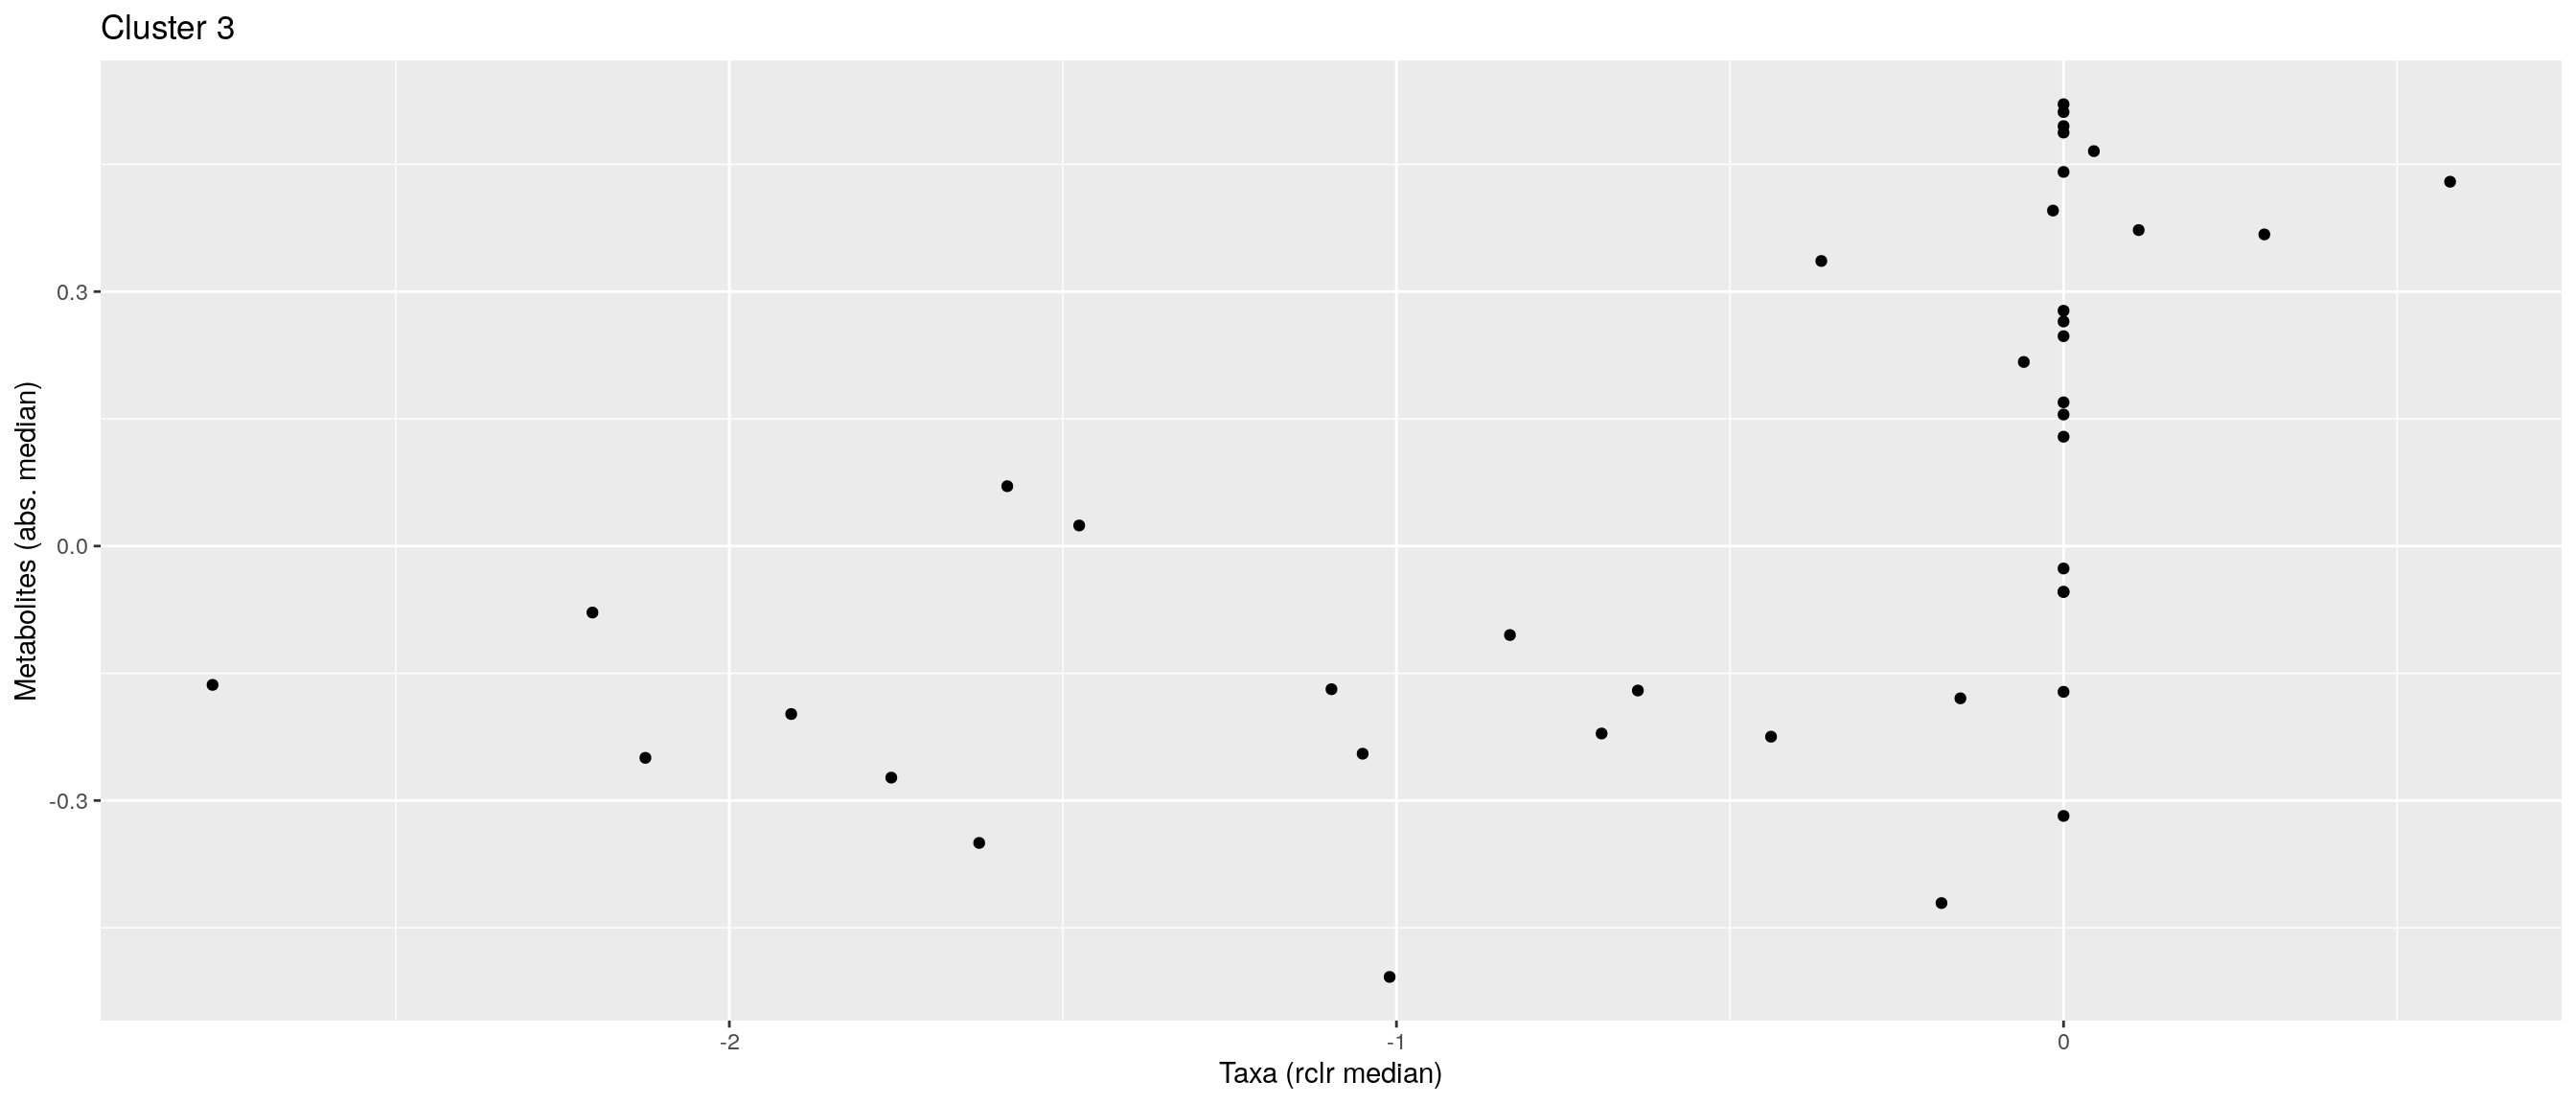 Cluster 3
Metabolites (abs. median)
0.3
0.0
-0.3
-2
-1
0
Taxa (rclr median)